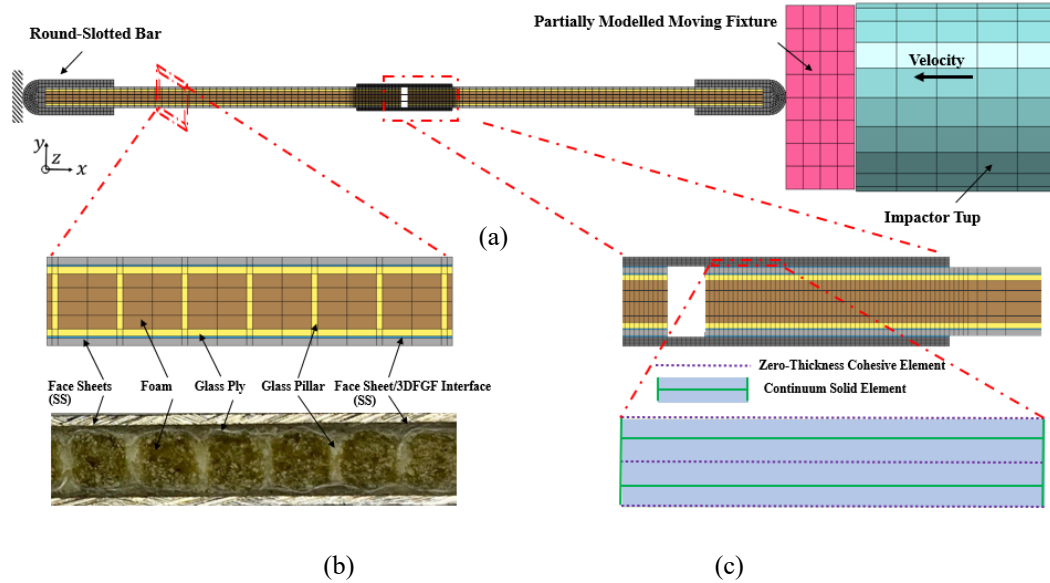 Partially Modelled Moving Fixture
Round-Slotted Bar
Velocity
y
z
x
Impactor Tup
(a)
Face Sheets
(SS)
Foam
Glass Ply
Glass Pillar
Face Sheet/3DFGF Interface
(SS)
Zero-Thickness Cohesive Element
Continuum Solid Element
(b)
(c)